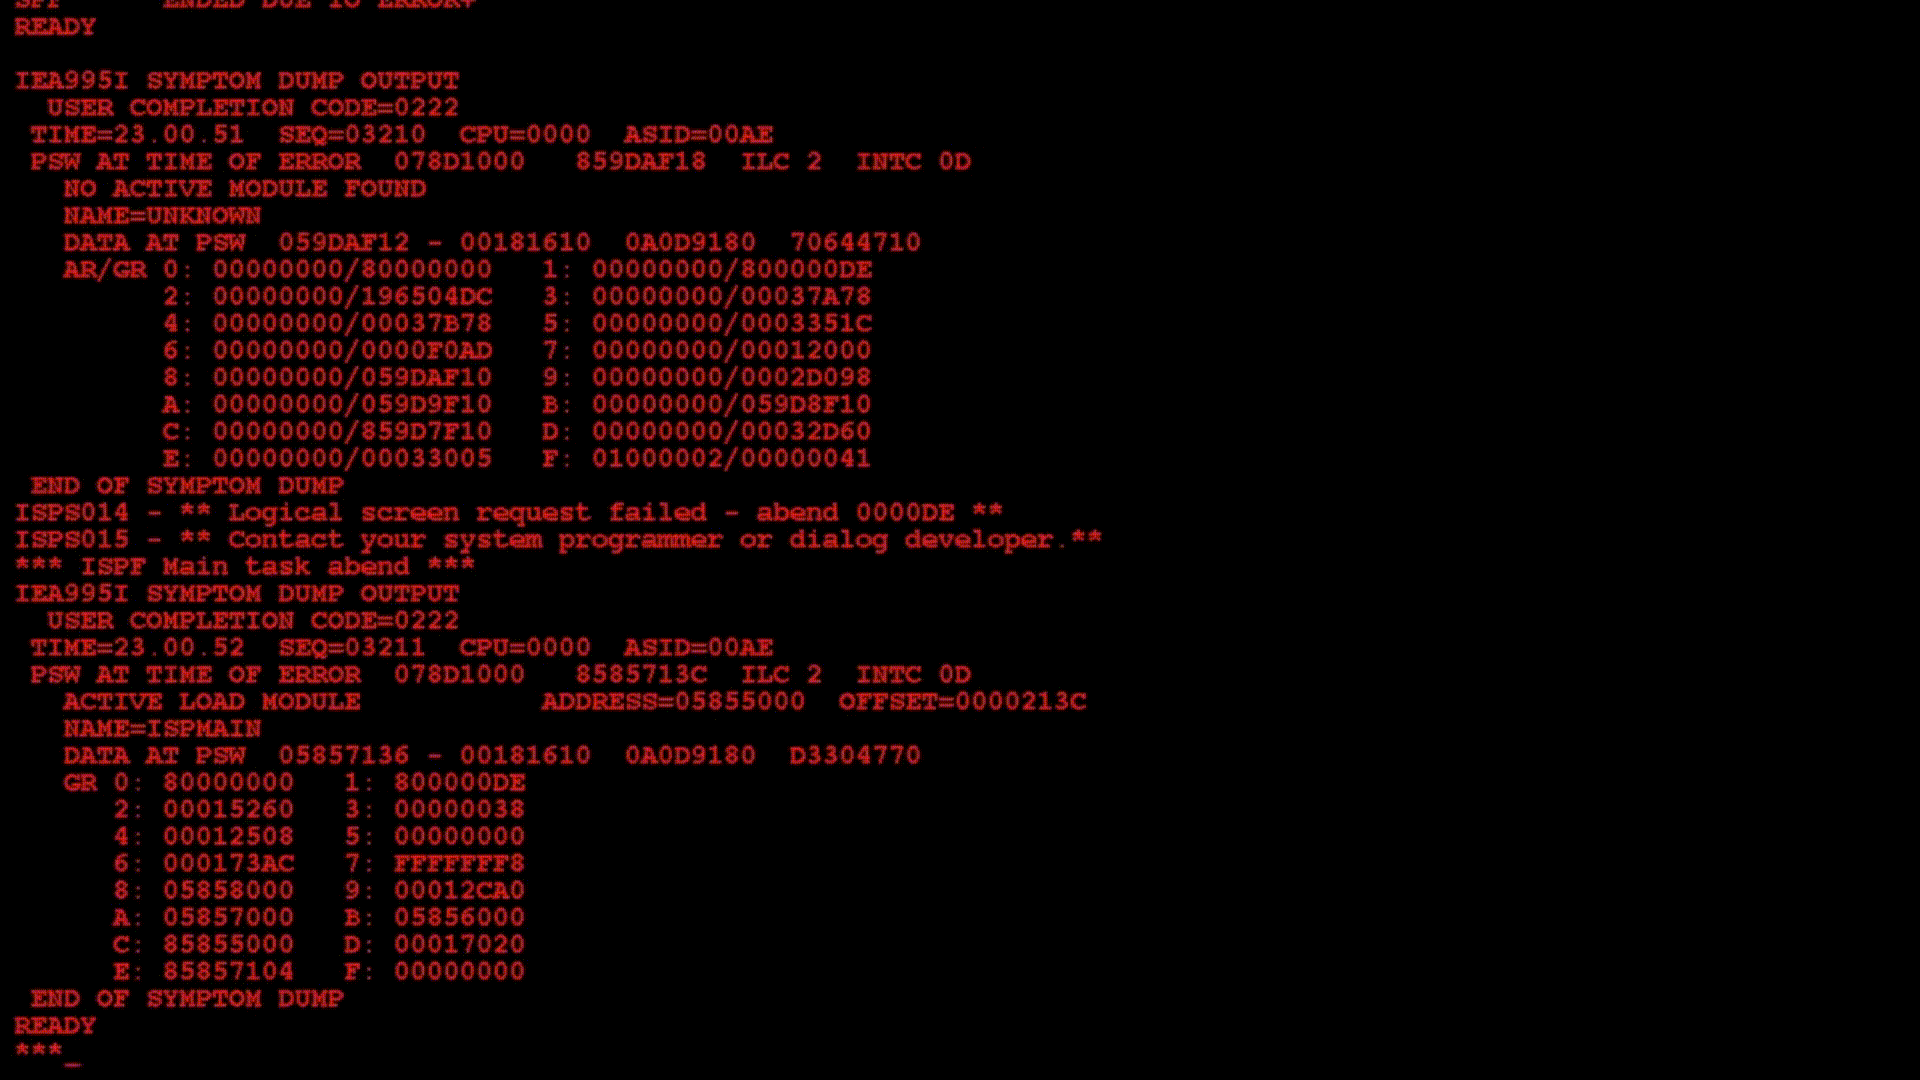 SPF      ENDED DUE TO ERROR+
READY
IEA995I SYMPTOM DUMP OUTPUT
  USER COMPLETION CODE=0222
 TIME=23.00.51  SEQ=03210  CPU=0000  ASID=00AE
 PSW AT TIME OF ERROR  078D1000   859DAF18  ILC 2  INTC 0D
   NO ACTIVE MODULE FOUND
   NAME=UNKNOWN
   DATA AT PSW  059DAF12 - 00181610  0A0D9180  70644710
   AR/GR 0: 00000000/80000000   1: 00000000/800000DE
         2: 00000000/196504DC   3: 00000000/00037A78
         4: 00000000/00037B78   5: 00000000/0003351C
         6: 00000000/0000F0AD   7: 00000000/00012000
         8: 00000000/059DAF10   9: 00000000/0002D098
         A: 00000000/059D9F10   B: 00000000/059D8F10
         C: 00000000/859D7F10   D: 00000000/00032D60
         E: 00000000/00033005   F: 01000002/00000041
 END OF SYMPTOM DUMP
ISPS014 - ** Logical screen request failed - abend 0000DE **
ISPS015 - ** Contact your system programmer or dialog developer.**
*** ISPF Main task abend ***
IEA995I SYMPTOM DUMP OUTPUT
  USER COMPLETION CODE=0222
 TIME=23.00.52  SEQ=03211  CPU=0000  ASID=00AE
 PSW AT TIME OF ERROR  078D1000   8585713C  ILC 2  INTC 0D
   ACTIVE LOAD MODULE           ADDRESS=05855000  OFFSET=0000213C
   NAME=ISPMAIN
   DATA AT PSW  05857136 - 00181610  0A0D9180  D3304770
   GR 0: 80000000   1: 800000DE
      2: 00015260   3: 00000038
      4: 00012508   5: 00000000
      6: 000173AC   7: FFFFFFF8
      8: 05858000   9: 00012CA0
      A: 05857000   B: 05856000
      C: 85855000   D: 00017020
      E: 85857104   F: 00000000
 END OF SYMPTOM DUMP
READY
***_